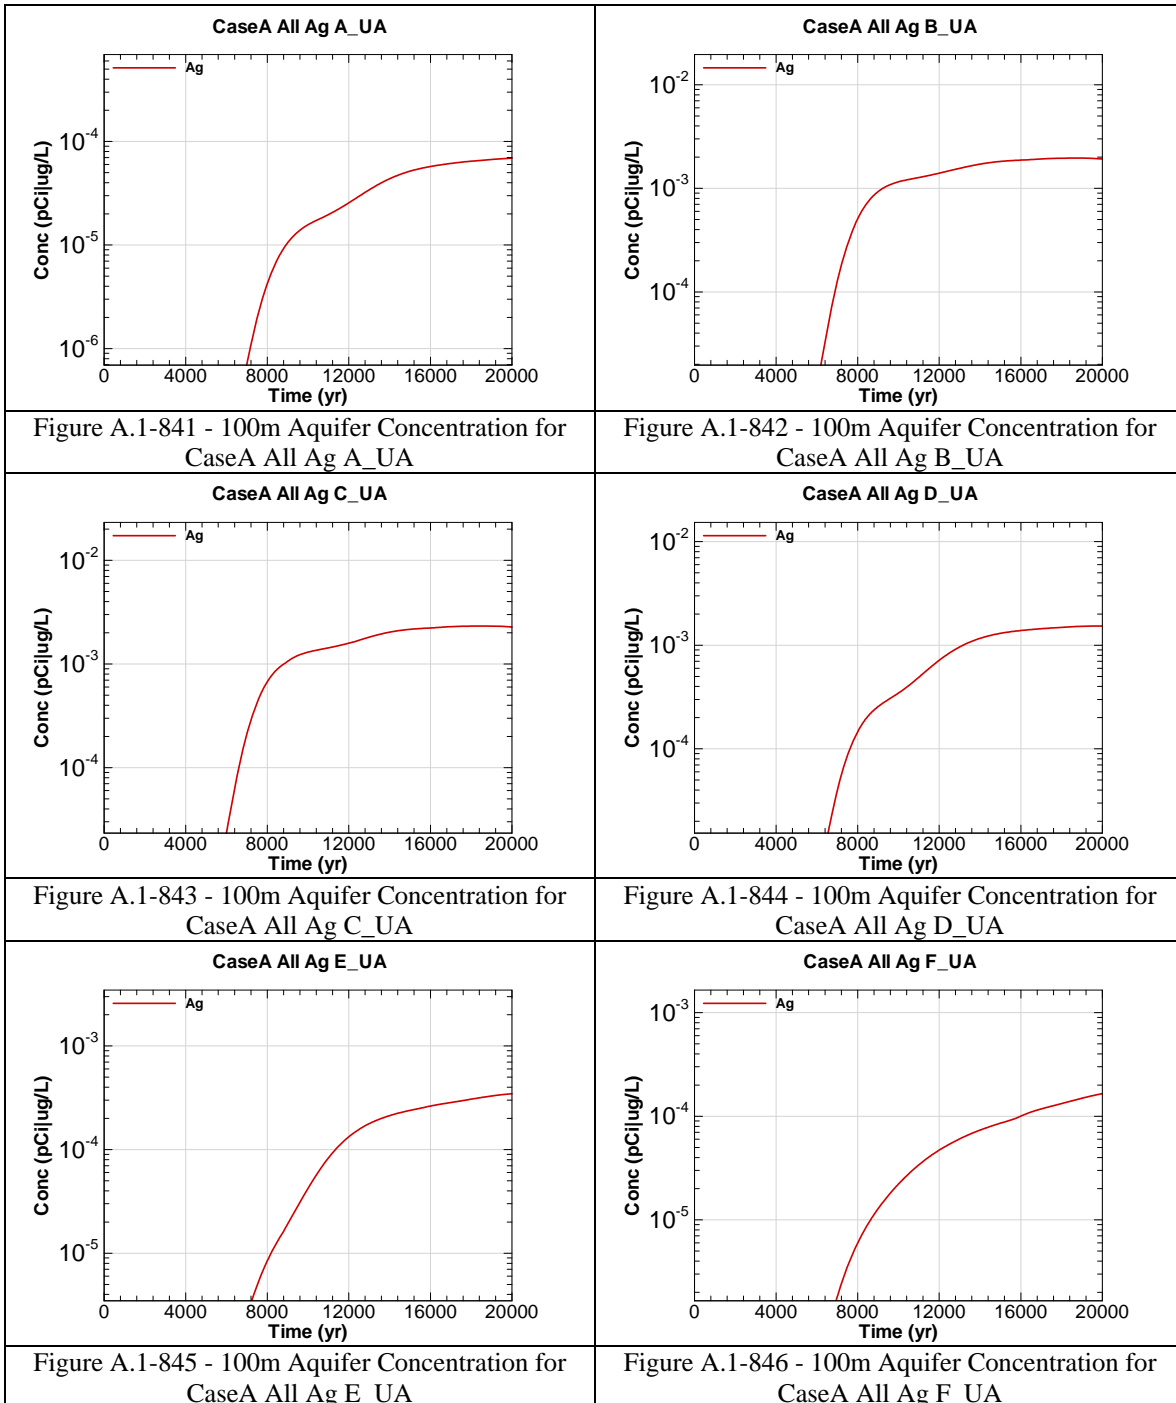 CaseA All Ag A_UA
Ag
10-4
10-5
10-6
Conc (pCi|ug/L)
0 4000 8000 12000 16000 20000
Time (yr)
Figure A.1-841 - 100m Aquifer Concentration for
CaseA All Ag A_UA
CaseA All Ag B_UA
Ag
10-2
10-3
10-4
Conc (pCi|ug/L)
0 4000 8000 12000 16000 20000
Time (yr)
Figure A.1-842 - 100m Aquifer Concentration for
CaseA All Ag B_UA
CaseA All Ag C_UA
Ag
10-2
10-3
10-4
Conc (pCi|ug/L)
0 4000 8000 12000 16000 20000
Time (yr)
Figure A.1-843 - 100m Aquifer Concentration for
CaseA All Ag C_UA
CaseA All Ag D_UA
Ag
10-2
10-3
10-4
Conc (pCi|ug/L)
0 4000 8000 12000 16000 20000
Time (yr)
Figure A.1-844 - 100m Aquifer Concentration for
CaseA All Ag D_UA
CaseA All Ag E_UA
Ag
10-3
10-4
10-5
Conc (pCi|ug/L)
0 4000 8000 12000 16000 20000
Time (yr)
Figure A.1-845 - 100m Aquifer Concentration for
CaseA All Ag E_UA
CaseA All Ag F_UA
Ag
10-3
10-4
10-5
Conc (pCi|ug/L)
0 4000 8000 12000 16000 20000
Time (yr)
Figure A.1-846 - 100m Aquifer Concentration for
CaseA All Ag F_UA